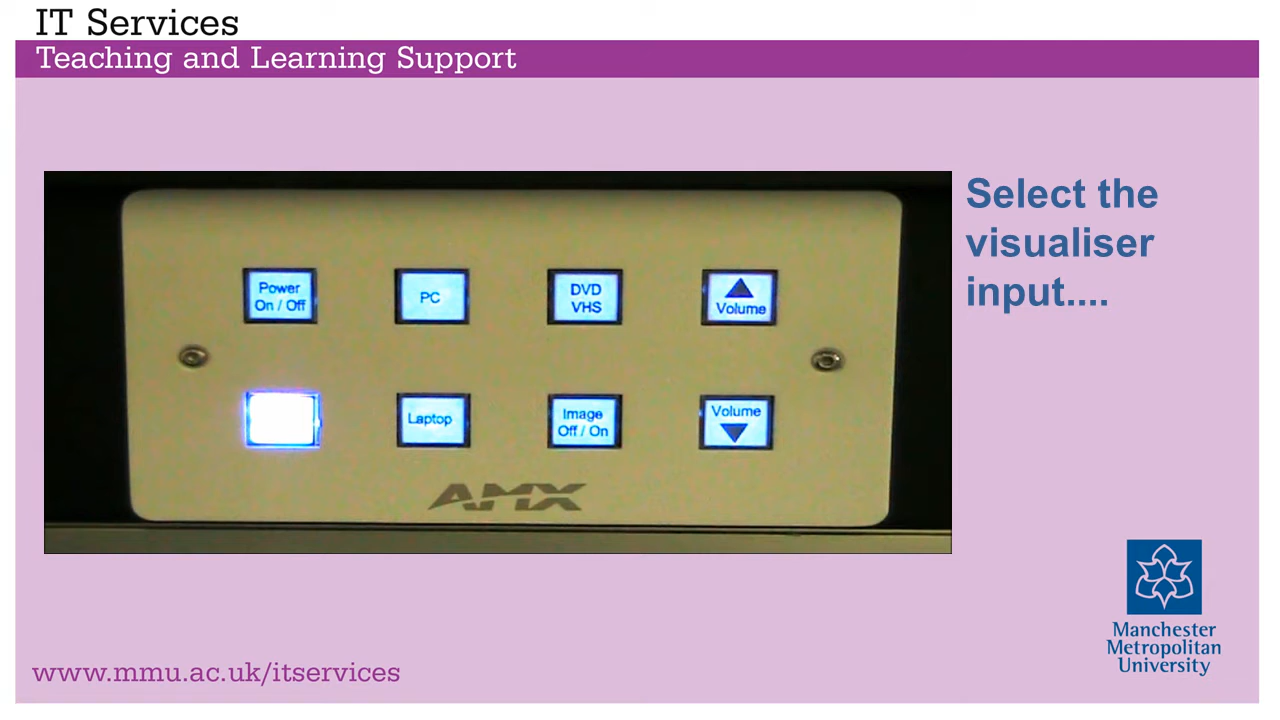 IT Services
Teaching and Learning Support
Select the
visualiser
input....
Power
On / Off
PC
DVD
VHS
Volume
Laptop
Image
Off / On
Volume
AMX
Manchester
Metropolitan
University
www.mmu.ac.uk/itservices